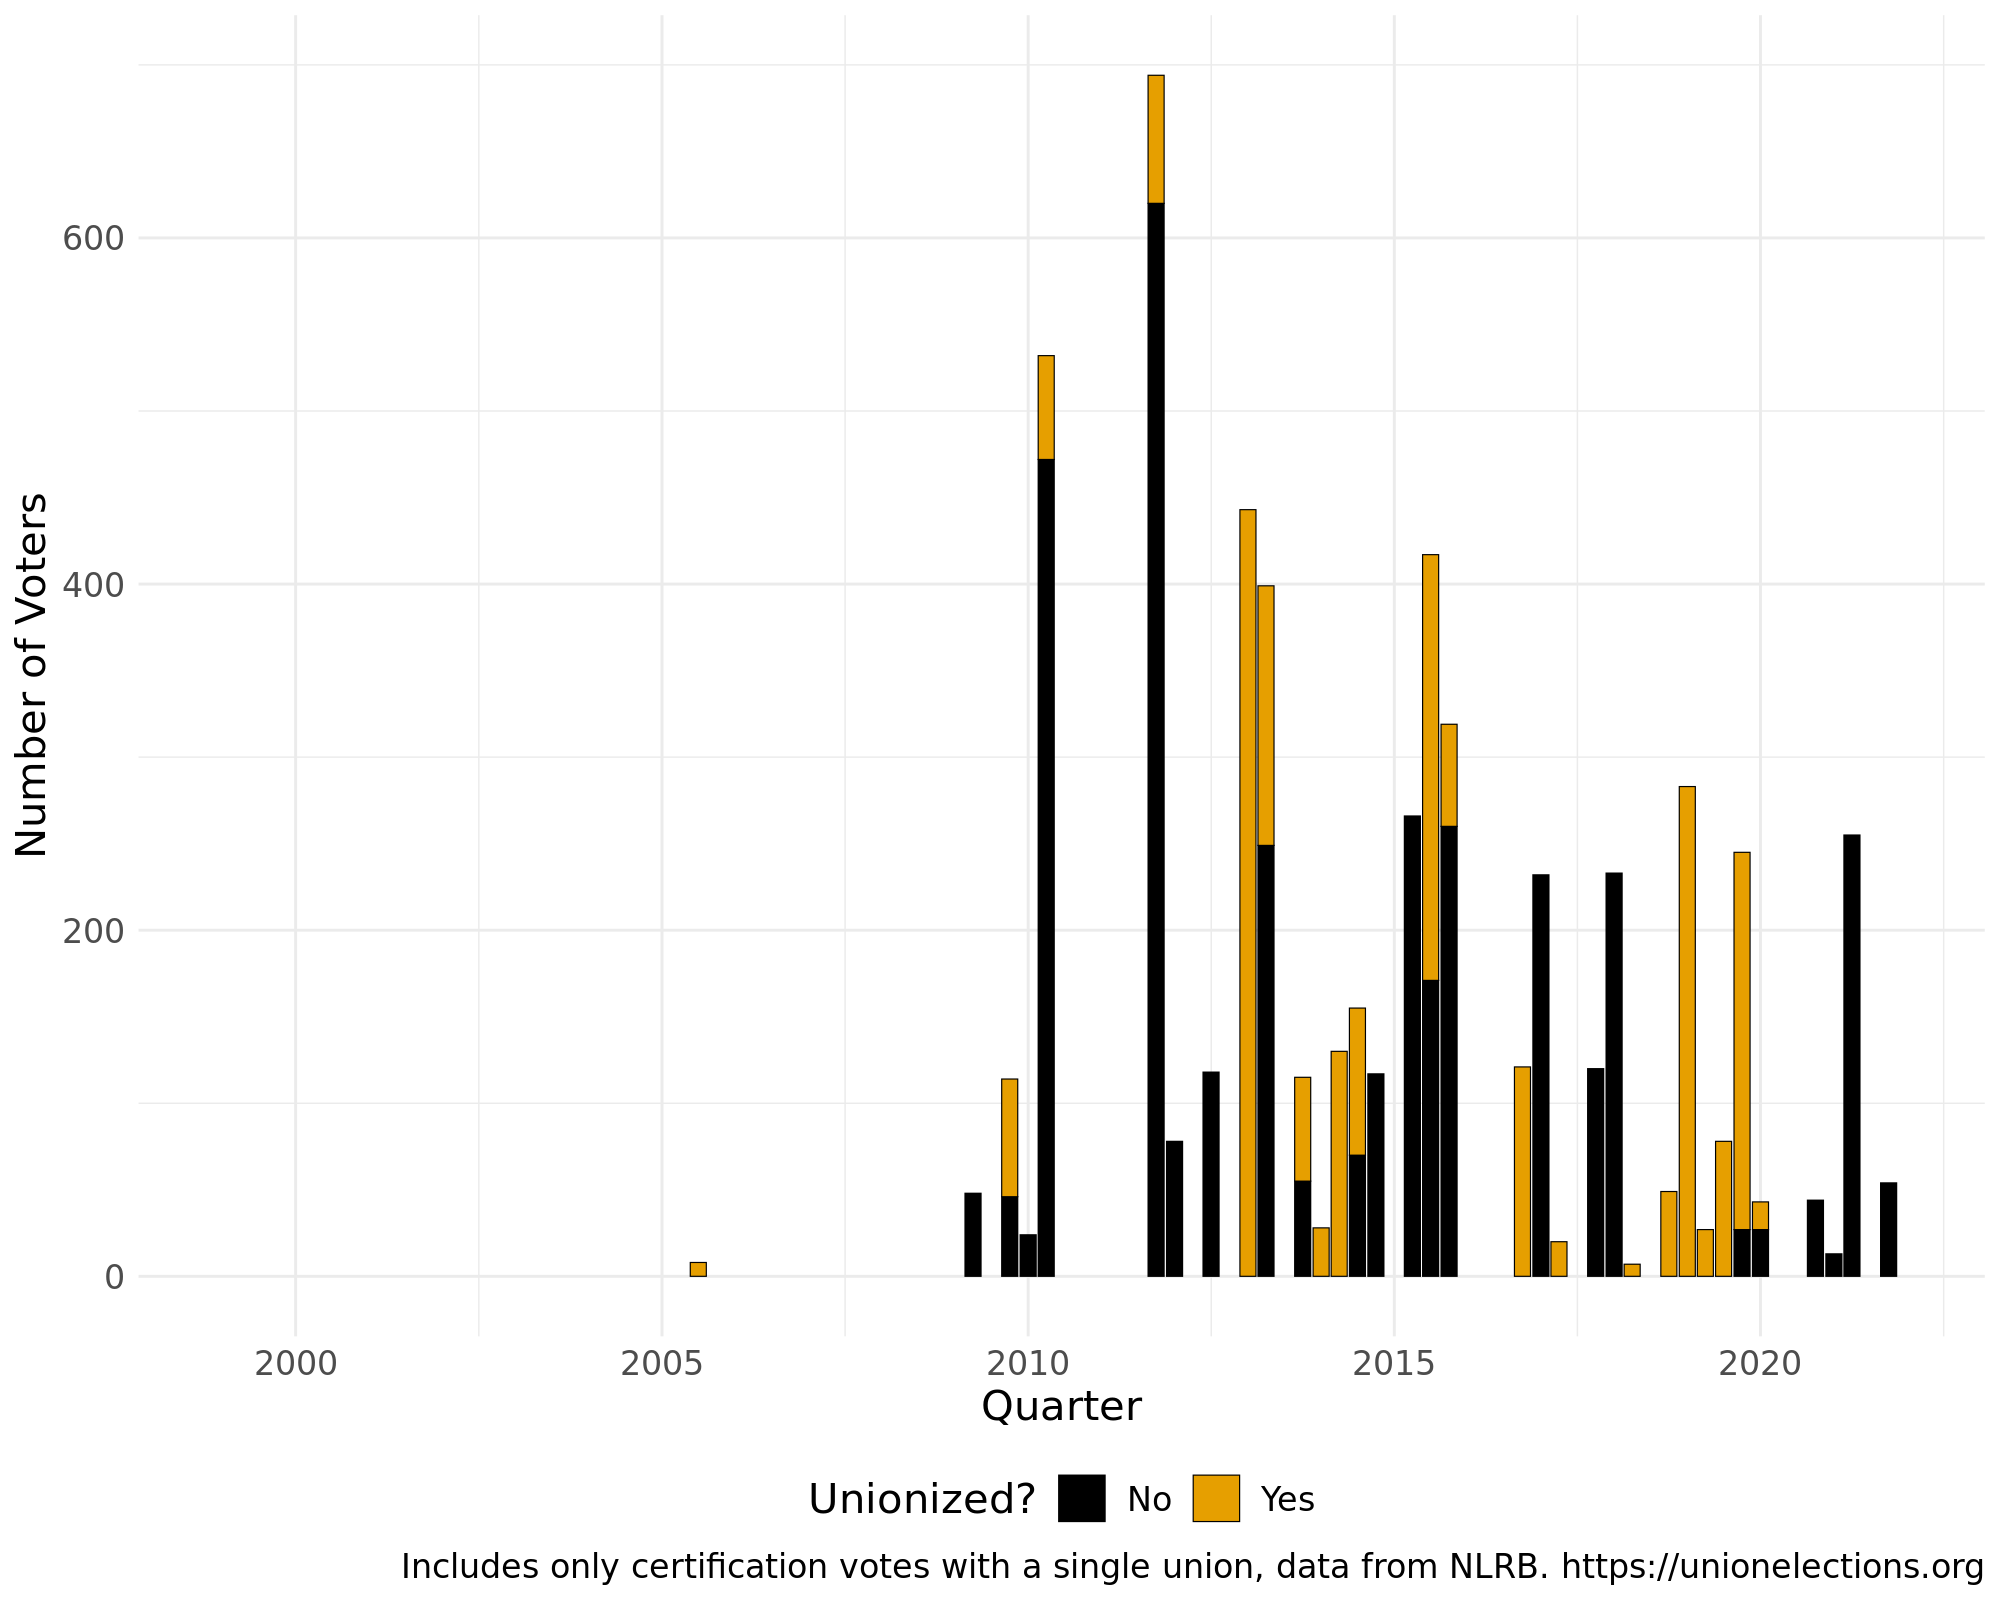 600
400
200
0
Number of Voters
2000 2005 2010 2015 2020
Quarter
Unionized? No Yes
Includes only certification votes with a single union, data from NLRB. https://unionelections.org